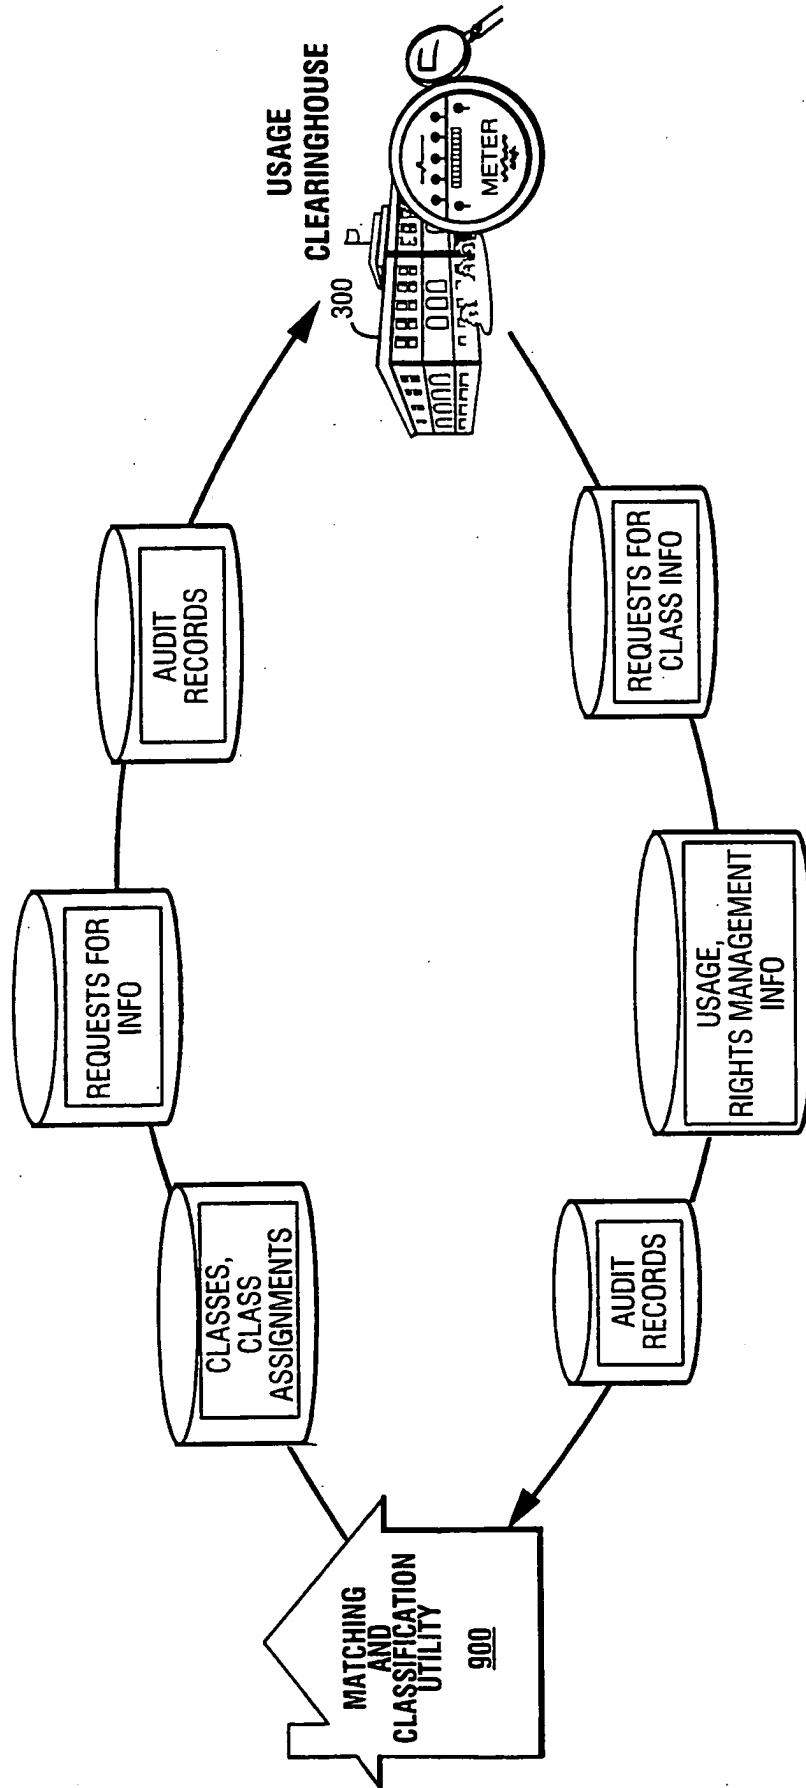 USAGE
CLEARINGHOUSE
300
METER
AUDIT
RECORDS
REQUESTS FOR
INFO
CLASSES,
CLASS
ASSIGNMENTS
MATCHING
AND
CLASSIFICATION
UTILITY
900
REQUESTS FOR
CLASS INFO
USAGE,
RIGHTS MANAGEMENT
INFO
AUDIT
RECORDS